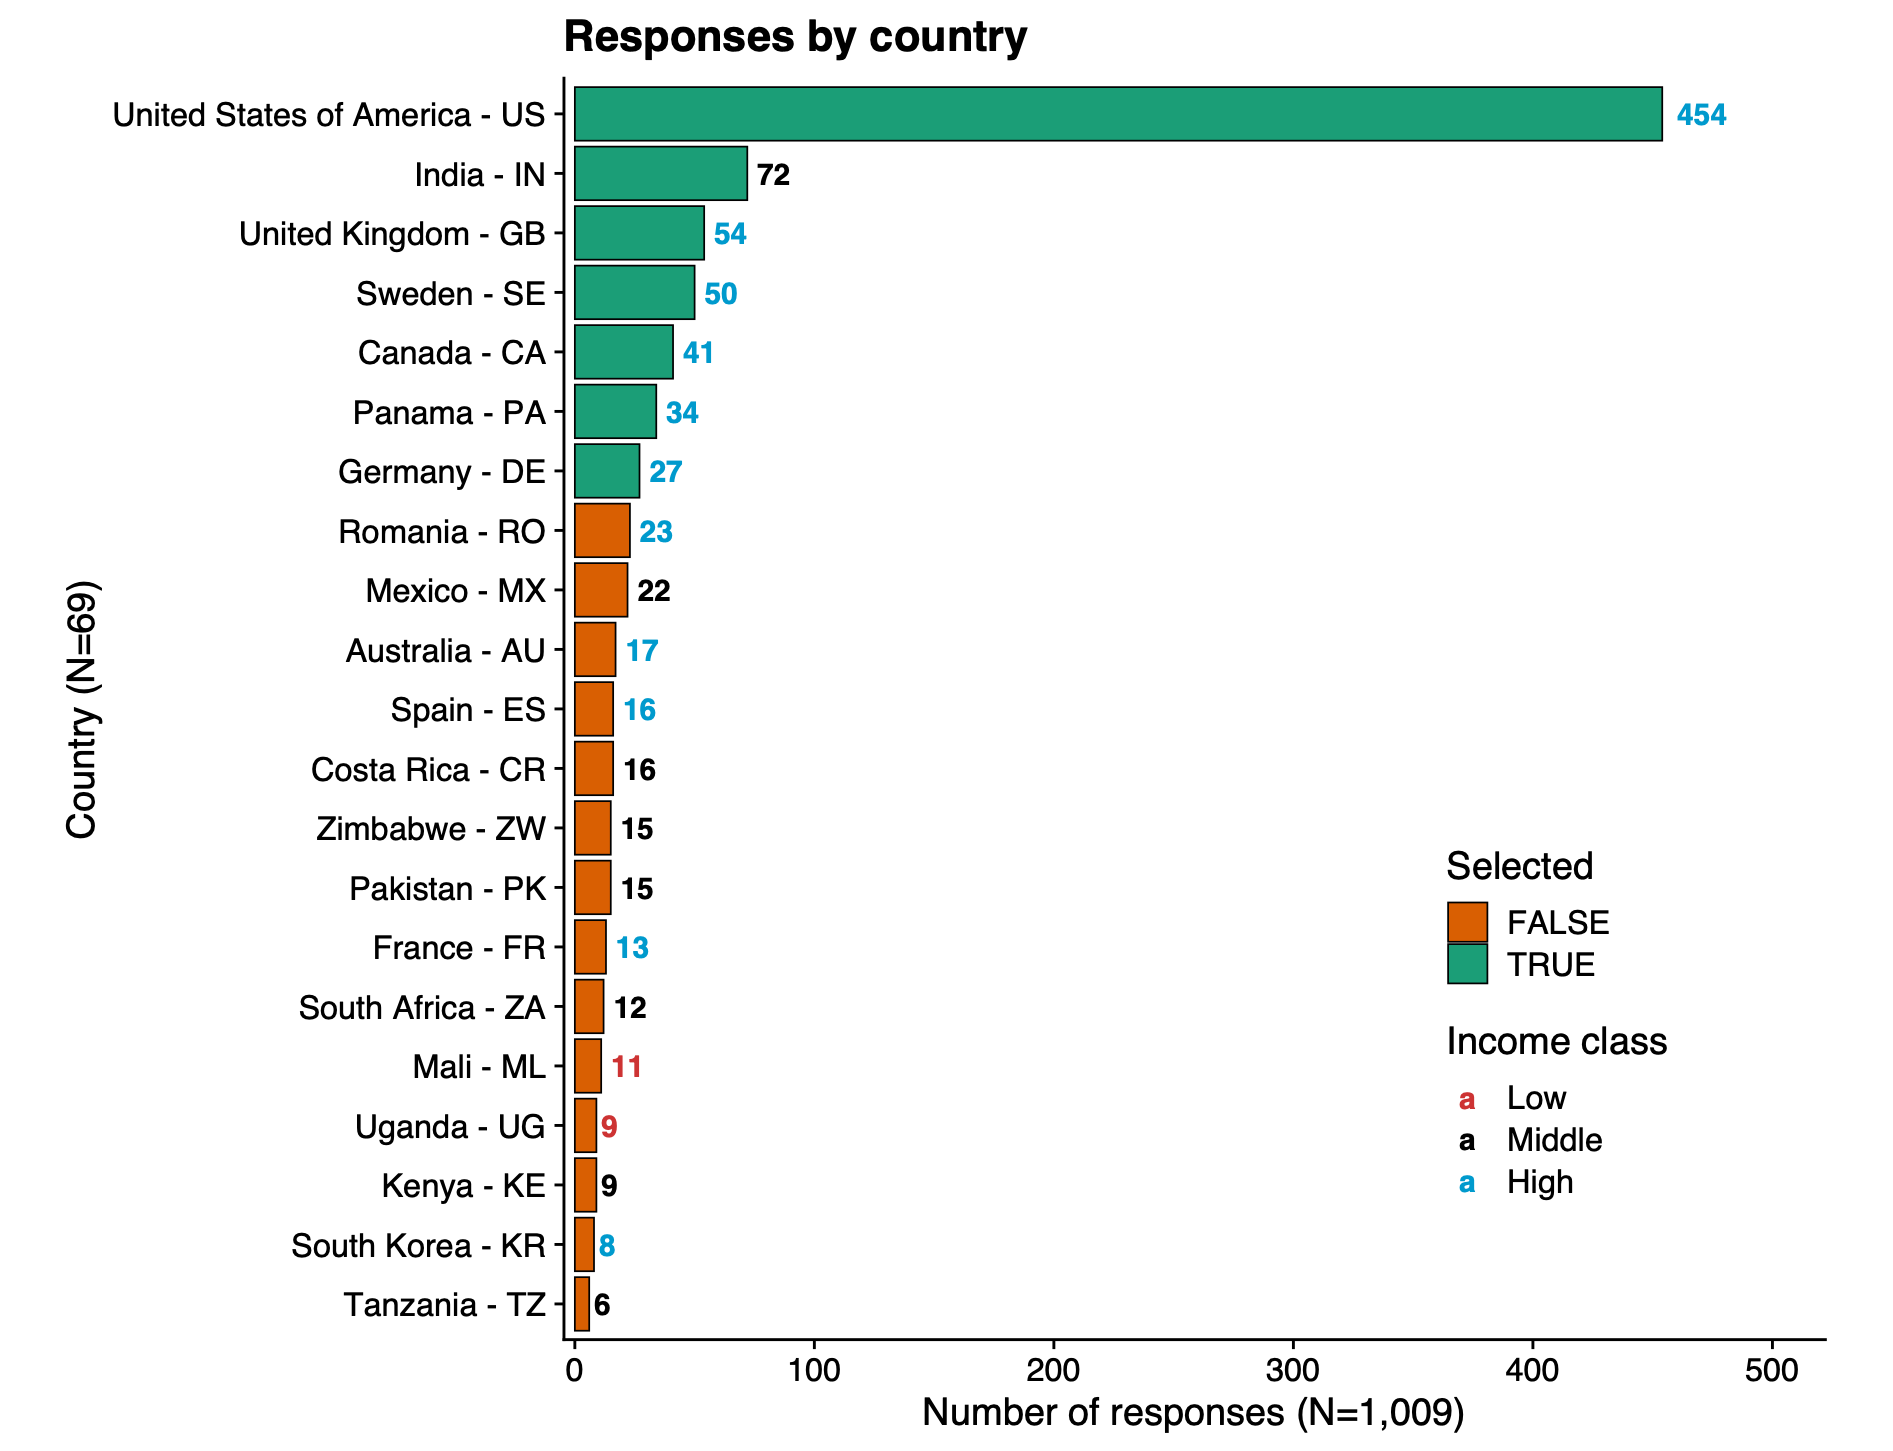 Responses by country
United States of America - US 454
India - IN 72
United Kingdom - GB 54
Sweden - SE 50
Canada - CA 41
Panama - PA 34
Germany - DE 27
Romania - RO 23
Mexico - MX 22
Australia - AU 17
Spain - ES 16
Costa Rica - CR 16
Zimbabwe - ZW 15
Pakistan - PK 15
France - FR 13
South Africa - ZA 12
Mali - ML 11
Uganda - UG 9
Kenya - KE 9
South Korea - KR 8
Tanzania - TZ 6
Country (N=69)
Selected
FALSE
TRUE
Income class
a Low
a Middle
a High
0 100 200 300 400 500
Number of responses (N=1,009)